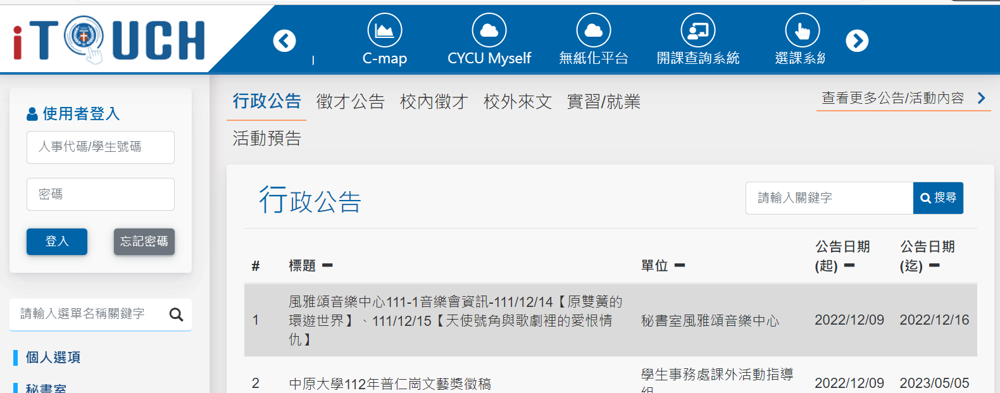 iTOUCH
C-map
CYCU Myself
無紙化平台
開課查詢系統
選課系統
使用者登入
人事代碼/學生號碼
密碼
登入
忘記密碼
請輸入選單名稱關鍵字
個人選項
秘書室
行政公告
徵才公告
校內徵才
校外來文
實習/就業
查看更多公告/活動內容
活動預告
行政公告
請輸入關鍵字
搜尋
#
標題
單位
公告日期
(起)
公告日期
(迄)
1
風雅頌音樂中心111-1音樂會資訊-111/12/14【原雙簧的
環遊世界】、111/12/15【天使號角與歌劇裡的愛恨情
仇】
秘書室風雅頌音樂中心
2022/12/09
2022/12/16
2
中原大學112年普仁崗文藝獎徵稿
學生事務處課外活動指導
組
2022/12/09
2023/05/05